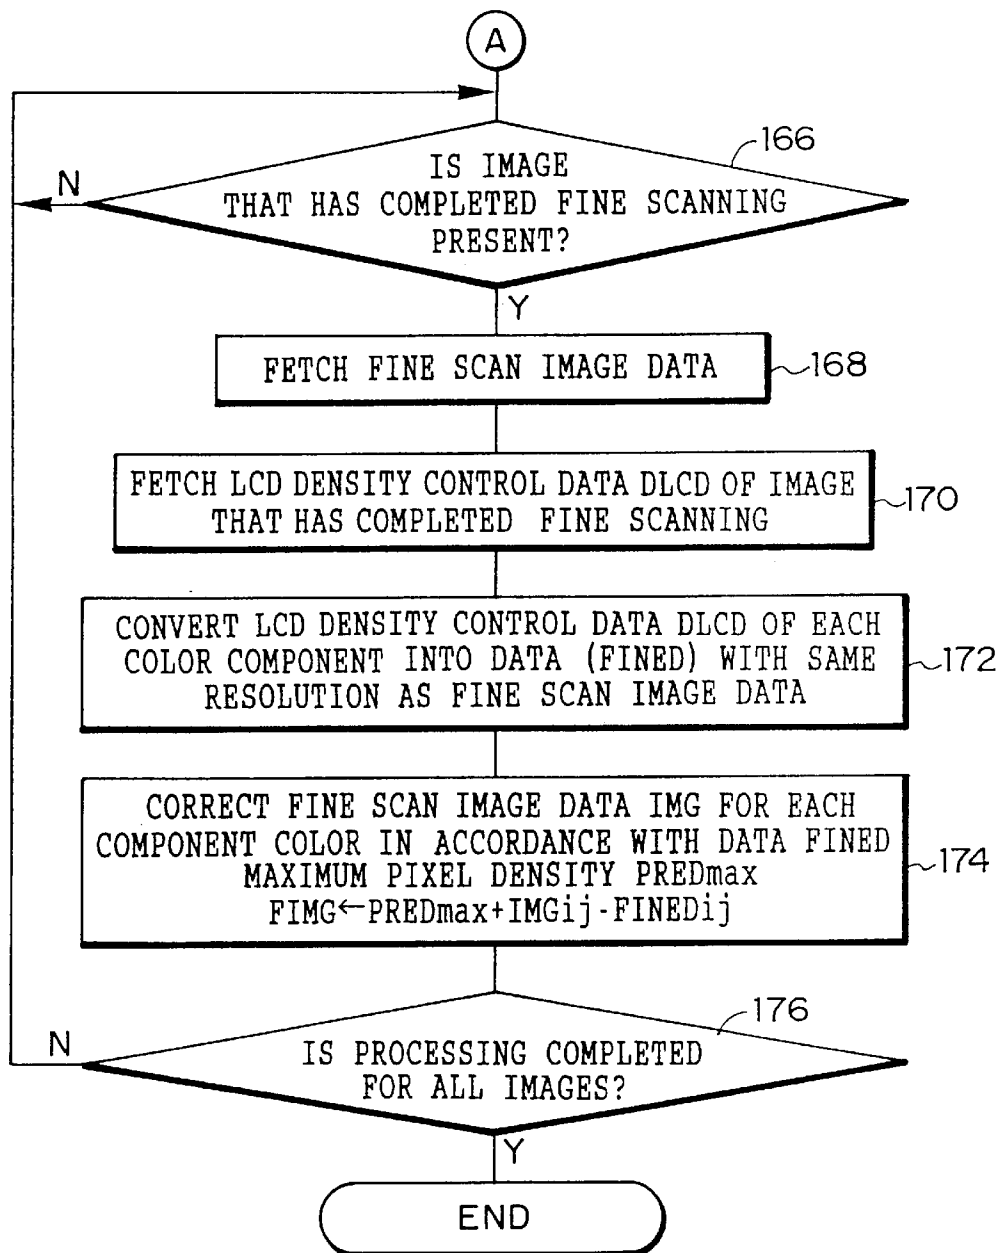 A
166
IS IMAGE
THAT HAS COMPLETED FINE SCANNING
PRESENT?
N
Y
FETCH FINE SCAN IMAGE DATA
168
FETCH LCD DENSITY CONTROL DATA DLCD OF IMAGE
THAT HAS COMPLETED FINE SCANNING
170
CONVERT LCD DENSITY CONTROL DATA DLCD OF EACH
COLOR COMPONENT INTO DATA (FINED) WITH SAME
RESOLUTION AS FINE SCAN IMAGE DATA
172
CORRECT FINE SCAN IMAGE DATA IMG FOR EACH
COMPONENT COLOR IN ACCORDANCE WITH DATA FINED
MAXIMUM PIXEL DENSITY PREDmax
FIMG←PREDmax+IMGij-FINEDij
174
176
N
IS PROCESSING COMPLETED
FOR ALL IMAGES?
Y
END